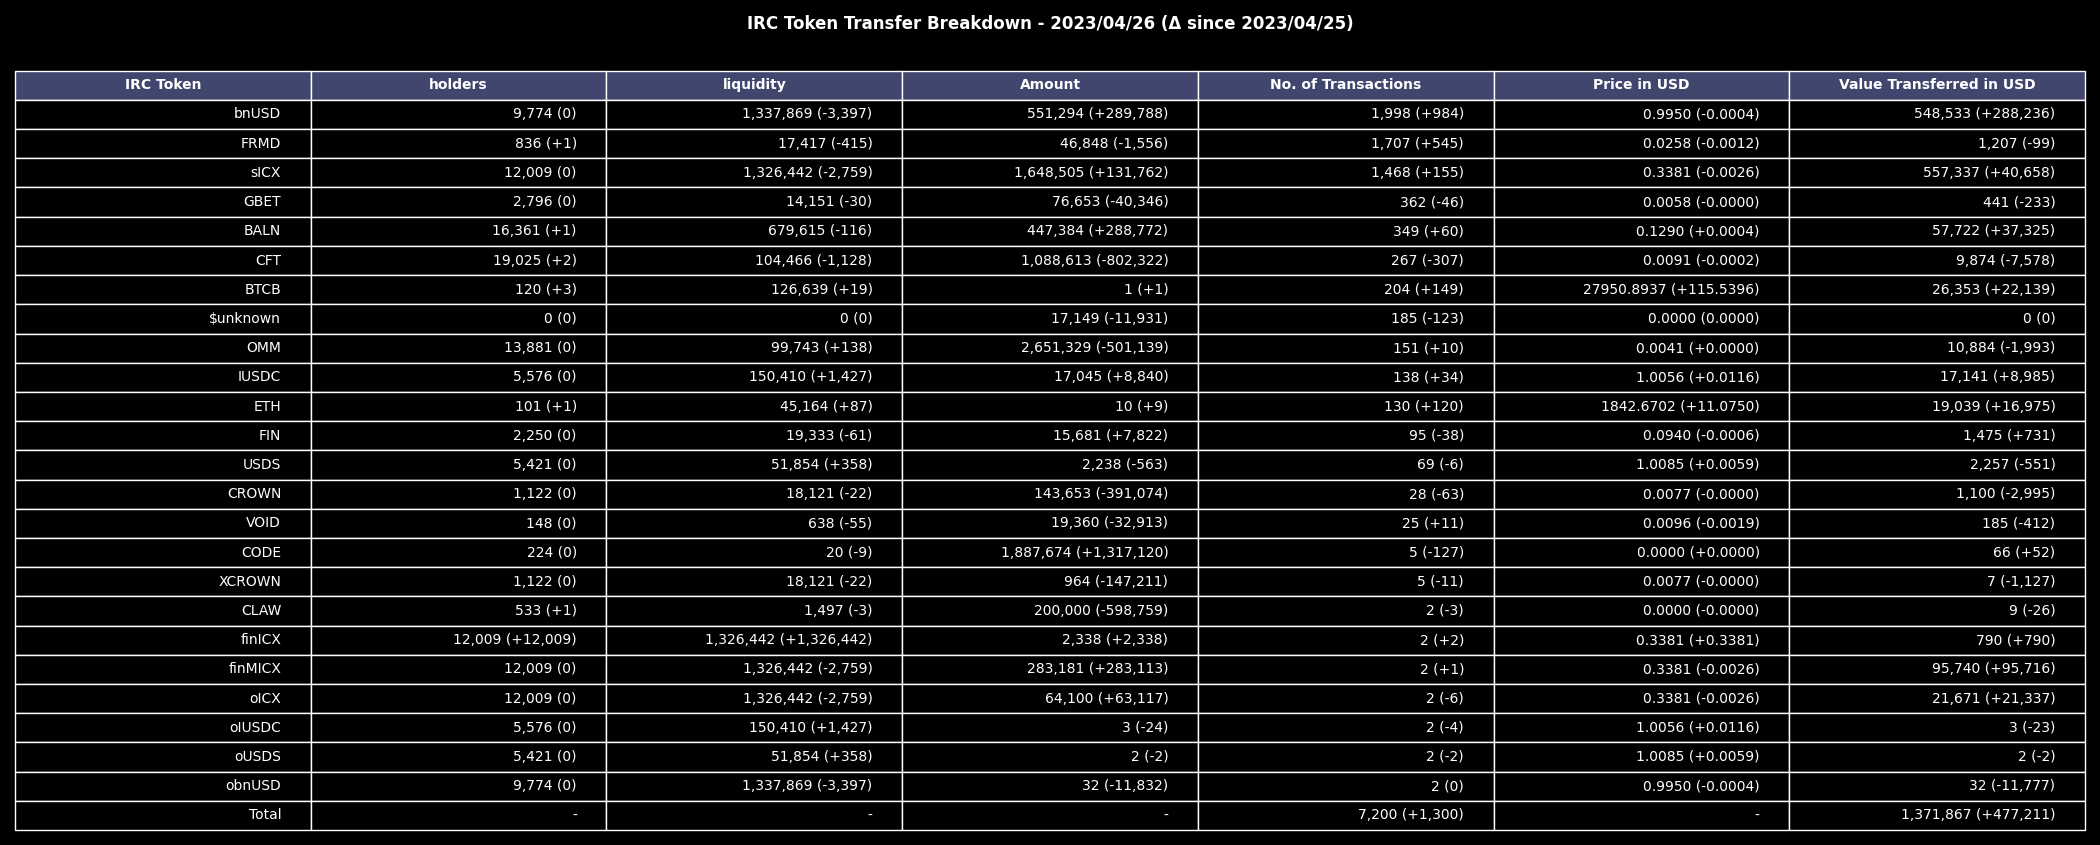 IRC Token Transfer Breakdown - 2023/04/26 (Δ since 2023/04/25)
IRC Token holders liquidity Amount No. of Transactions Price in USD Value Transferred in USD
bnUSD 9,774 (0) 1,337,869 (-3,397) 551,294 (+289,788) 1,998 (+984) 0.9950 (-0.0004) 548,533 (+288,236)
FRMD 836 (+1) 17,417 (-415) 46,848 (-1,556) 1,707 (+545) 0.0258 (-0.0012) 1,207 (-99)
sICX 12,009 (0) 1,326,442 (-2,759) 1,648,505 (+131,762) 1,468 (+155) 0.3381 (-0.0026) 557,337 (+40,658)
GBET 2,796 (0) 14,151 (-30) 76,653 (-40,346) 362 (-46) 0.0058 (-0.0000) 441 (-233)
BALN 16,361 (+1) 679,615 (-116) 447,384 (+288,772) 349 (+60) 0.1290 (+0.0004) 57,722 (+37,325)
CFT 19,025 (+2) 104,466 (-1,128) 1,088,613 (-802,322) 267 (-307) 0.0091 (-0.0002) 9,874 (-7,578)
BTCB 120 (+3) 126,639 (+19) 1 (+1) 204 (+149) 27950.8937 (+115.5396) 26,353 (+22,139)
$unknown 0 (0) 0 (0) 17,149 (-11,931) 185 (-123) 0.0000 (0.0000) 0 (0)
OMM 13,881 (0) 99,743 (+138) 2,651,329 (-501,139) 151 (+10) 0.0041 (+0.0000) 10,884 (-1,993)
IUSDC 5,576 (0) 150,410 (+1,427) 17,045 (+8,840) 138 (+34) 1.0056 (+0.0116) 17,141 (+8,985)
ETH 101 (+1) 45,164 (+87) 10 (+9) 130 (+120) 1842.6702 (+11.0750) 19,039 (+16,975)
FIN 2,250 (0) 19,333 (-61) 15,681 (+7,822) 95 (-38) 0.0940 (-0.0006) 1,475 (+731)
USDS 5,421 (0) 51,854 (+358) 2,238 (-563) 69 (-6) 1.0085 (+0.0059) 2,257 (-551)
CROWN 1,122 (0) 18,121 (-22) 143,653 (-391,074) 28 (-63) 0.0077 (-0.0000) 1,100 (-2,995)
VOID 148 (0) 638 (-55) 19,360 (-32,913) 25 (+11) 0.0096 (-0.0019) 185 (-412)
CODE 224 (0) 20 (-9) 1,887,674 (+1,317,120) 5 (-127) 0.0000 (+0.0000) 66 (+52)
XCROWN 1,122 (0) 18,121 (-22) 964 (-147,211) 5 (-11) 0.0077 (-0.0000) 7 (-1,127)
CLAW 533 (+1) 1,497 (-3) 200,000 (-598,759) 2 (-3) 0.0000 (-0.0000) 9 (-26)
finICX 12,009 (+12,009) 1,326,442 (+1,326,442) 2,338 (+2,338) 2 (+2) 0.3381 (+0.3381) 790 (+790)
finMICX 12,009 (0) 1,326,442 (-2,759) 283,181 (+283,113) 2 (+1) 0.3381 (-0.0026) 95,740 (+95,716)
oICX 12,009 (0) 1,326,442 (-2,759) 64,100 (+63,117) 2 (-6) 0.3381 (-0.0026) 21,671 (+21,337)
oIUSDC 5,576 (0) 150,410 (+1,427) 3 (-24) 2 (-4) 1.0056 (+0.0116) 3 (-23)
oUSDS 5,421 (0) 51,854 (+358) 2 (-2) 2 (-2) 1.0085 (+0.0059) 2 (-2)
obnUSD 9,774 (0) 1,337,869 (-3,397) 32 (-11,832) 2 (0) 0.9950 (-0.0004) 32 (-11,777)
Total - - - 7,200 (+1,300) - 1,371,867 (+477,211)